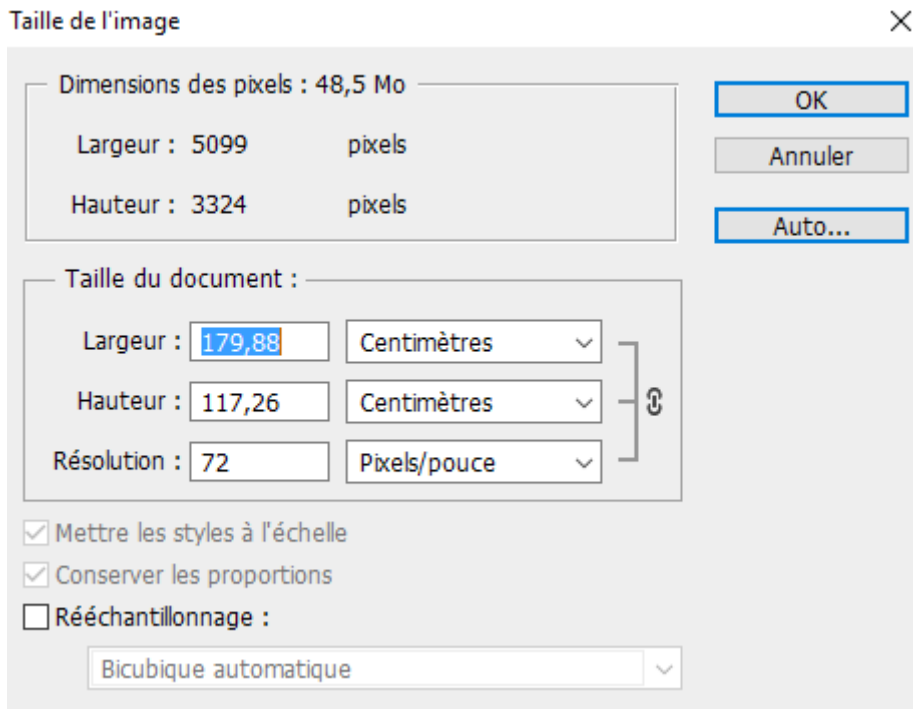 Taille de l'image
Dimensions des pixels : 48,5 Mo
OK
Largeur : 5099 pixels
Annuler
Hauteur : 3324 pixels
Auto...
Taille du document :
Largeur : 179,88 Centimètres
Hauteur : 117,26 Centimètres
Résolution : 72 Pixels/pouce
Mettre les styles à l'échelle
Conserver les proportions
Rééchantillonnage :
Bicubique automatique